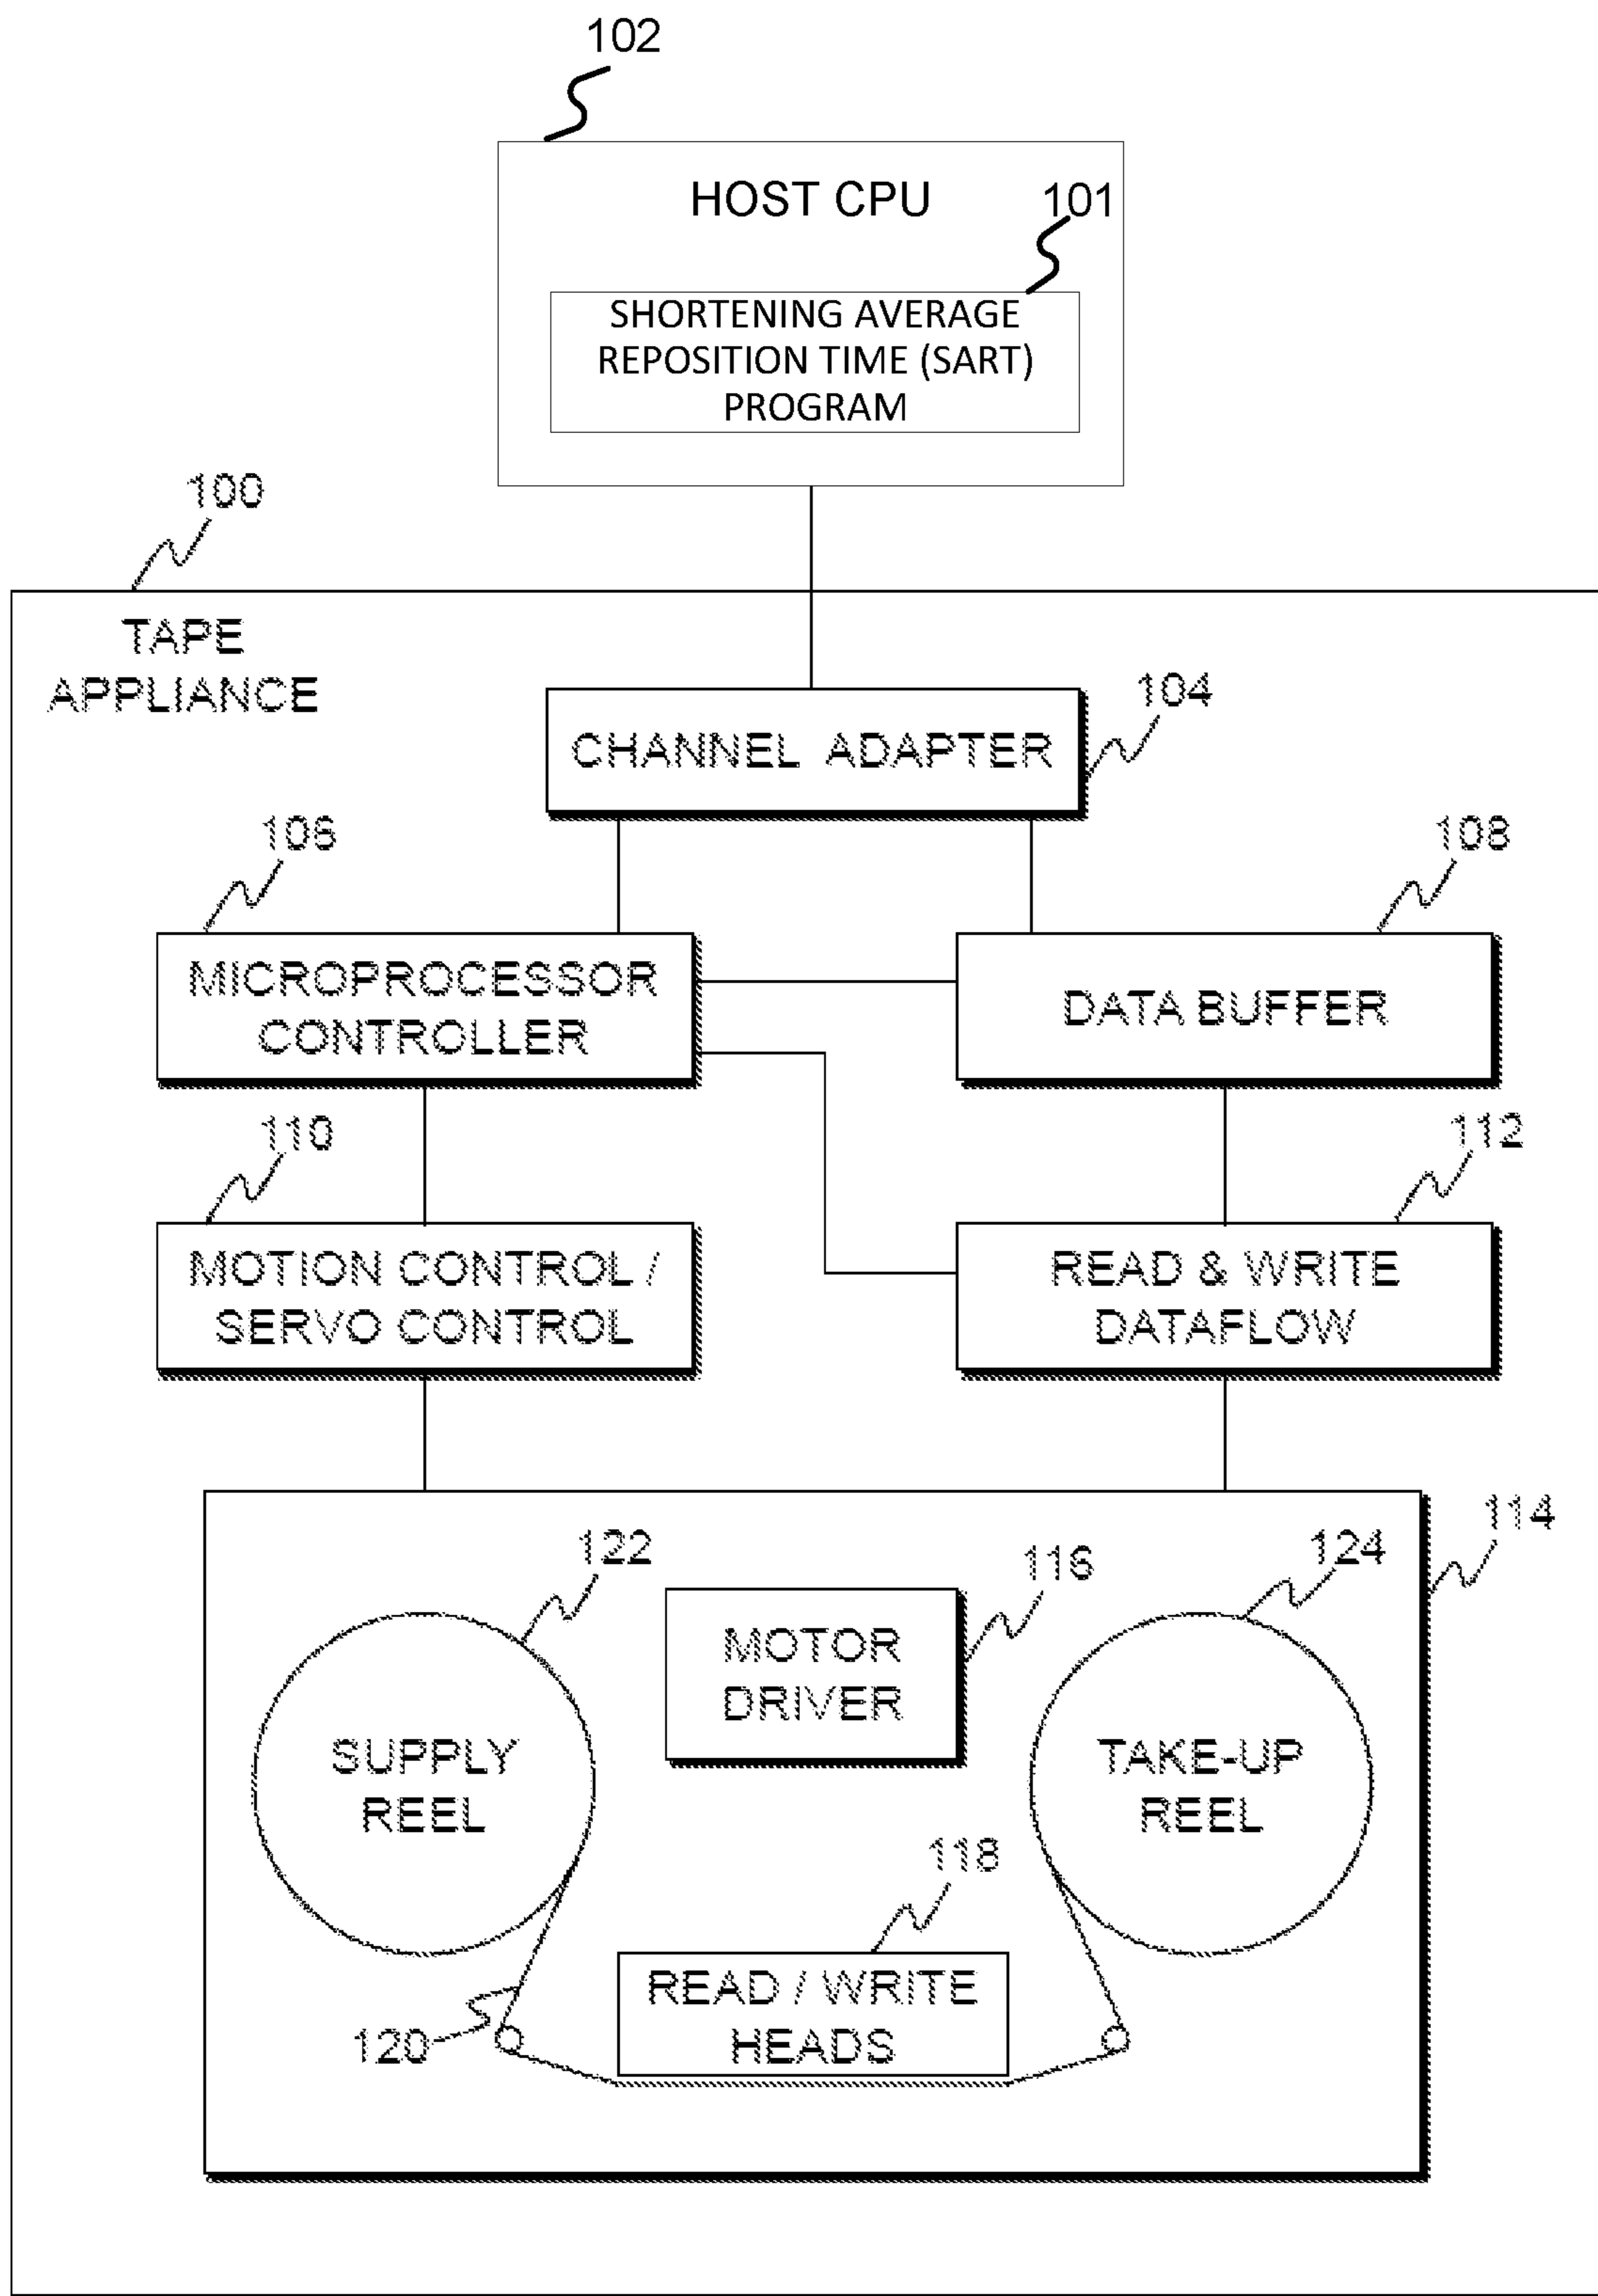 102
HOST CPU
101
SHORTENING AVERAGE
REPOSITION TIME (SART)
PROGRAM
100
TAPE
APPLIANCE
104
CHANNEL ADAPTER
106
108
MICROPROCESSOR
CONTROLLER
DATA BUFFER
110
112
MOTION CONTROL /
SERVO CONTROL
READ & WRITE
DATAFLOW
114
122
116
124
MOTOR
DRIVER
SUPPLY
REEL
TAKE-UP
REEL
118
READ / WRITE
HEADS
120